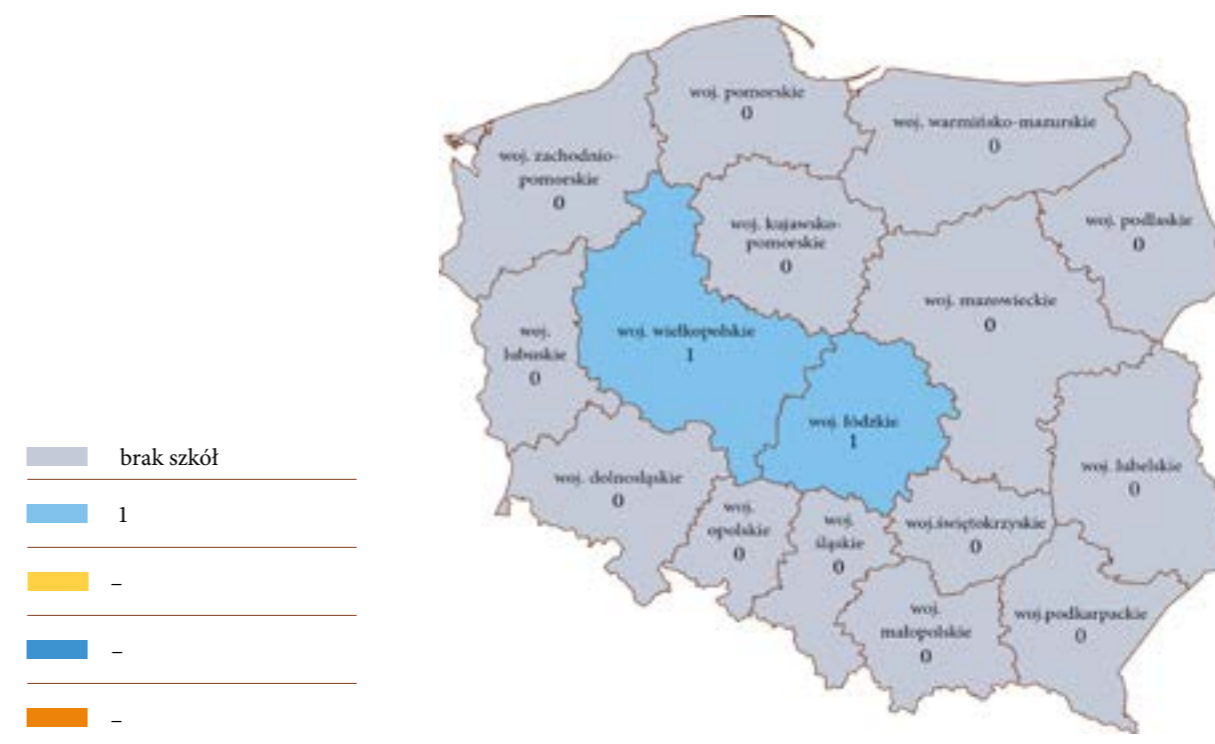 woj. pomorskie
0
woj. warmińsko-mazurskie
0
woj. zachodnio-
pomorskie
0
woj. podlaskie
0
woj. kujawsko-
pomorskie
0
woj. mazowieckie
0
woj. wielkopolskie
1
woj.
lubuskie
0
woj. łódzkie
1
woj. lubelskie
0
woj. dolnośląskie
0
woj.
opolskie
0
woj.
śląskie
0
woj.świętokrzyskie
0
woj.
małopolskie
0
woj.podkarpackie
0
brak szkół
1
–
–
–